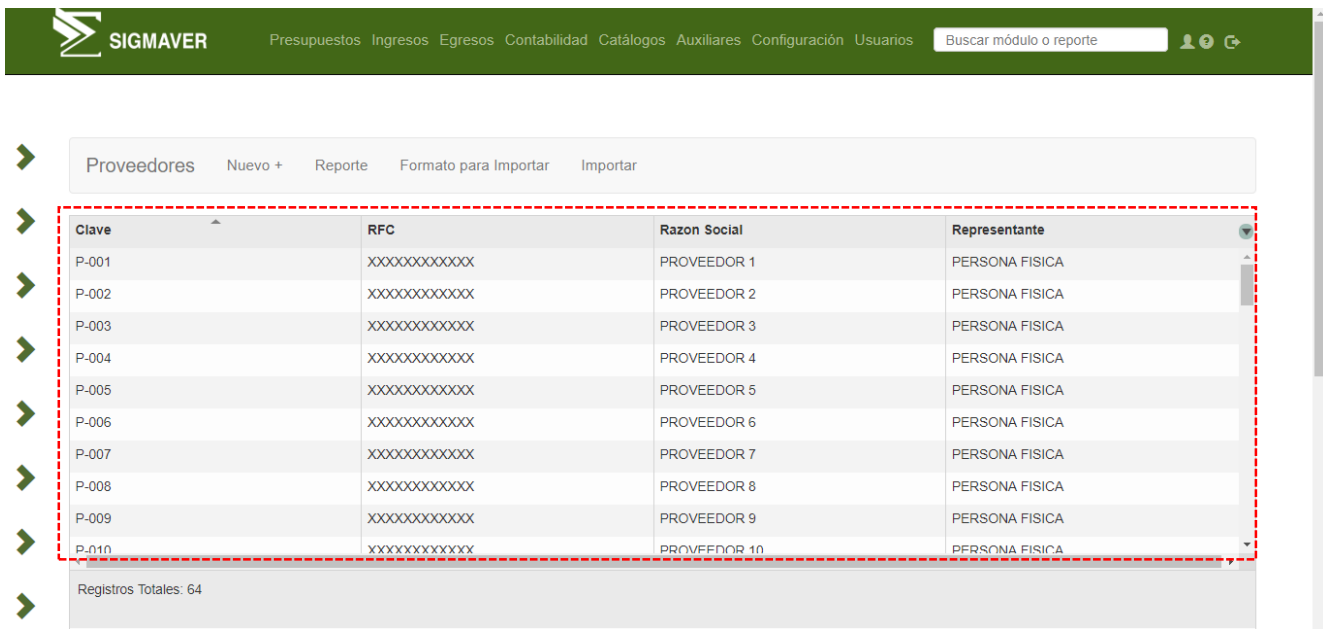 SIGMAVER Presupuestos Ingresos Egresos Contabilidad Catálogos Auxiliares Configuración Usuarios Buscar módulo o reporte
Proveedores Nuevo + Reporte Formato para Importar Importar
Clave RFC Razon Social Representante
P-001 XXXXXXXXXXXX PROVEEDOR 1 PERSONA FISICA
P-002 XXXXXXXXXXXX PROVEEDOR 2 PERSONA FISICA
P-003 XXXXXXXXXXXX PROVEEDOR 3 PERSONA FISICA
P-004 XXXXXXXXXXXX PROVEEDOR 4 PERSONA FISICA
P-005 XXXXXXXXXXXX PROVEEDOR 5 PERSONA FISICA
P-006 XXXXXXXXXXXX PROVEEDOR 6 PERSONA FISICA
P-007 XXXXXXXXXXXX PROVEEDOR 7 PERSONA FISICA
P-008 XXXXXXXXXXXX PROVEEDOR 8 PERSONA FISICA
P-009 XXXXXXXXXXXX PROVEEDOR 9 PERSONA FISICA
P-010 XXXXXXXXXXXX PROVEEDOR 10 PERSONA FISICA
Registros Totales: 64